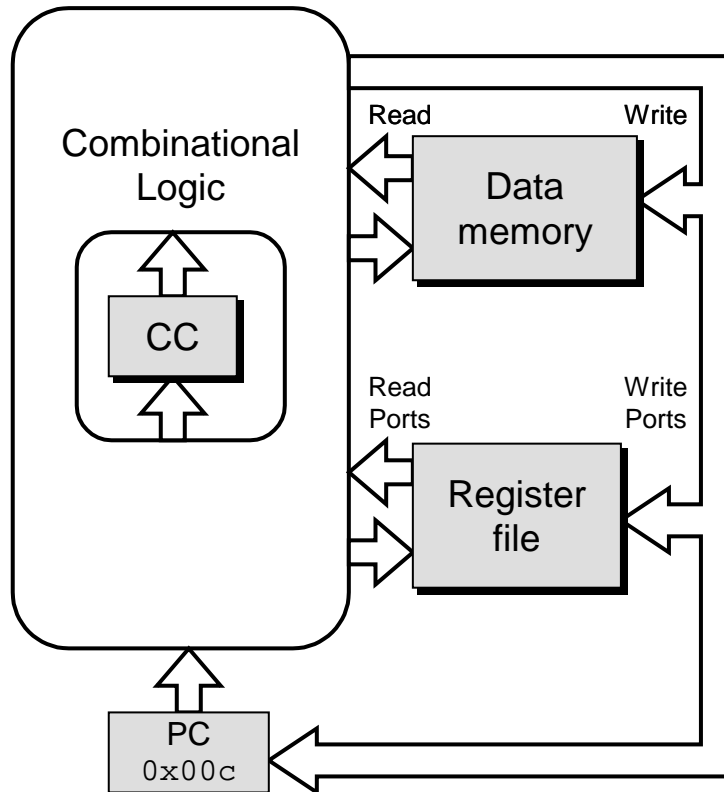 Combinational
Logic
CC
Read
Write
Data
memory
Read
Ports
Write
Ports
Register
file
PC
0x00c